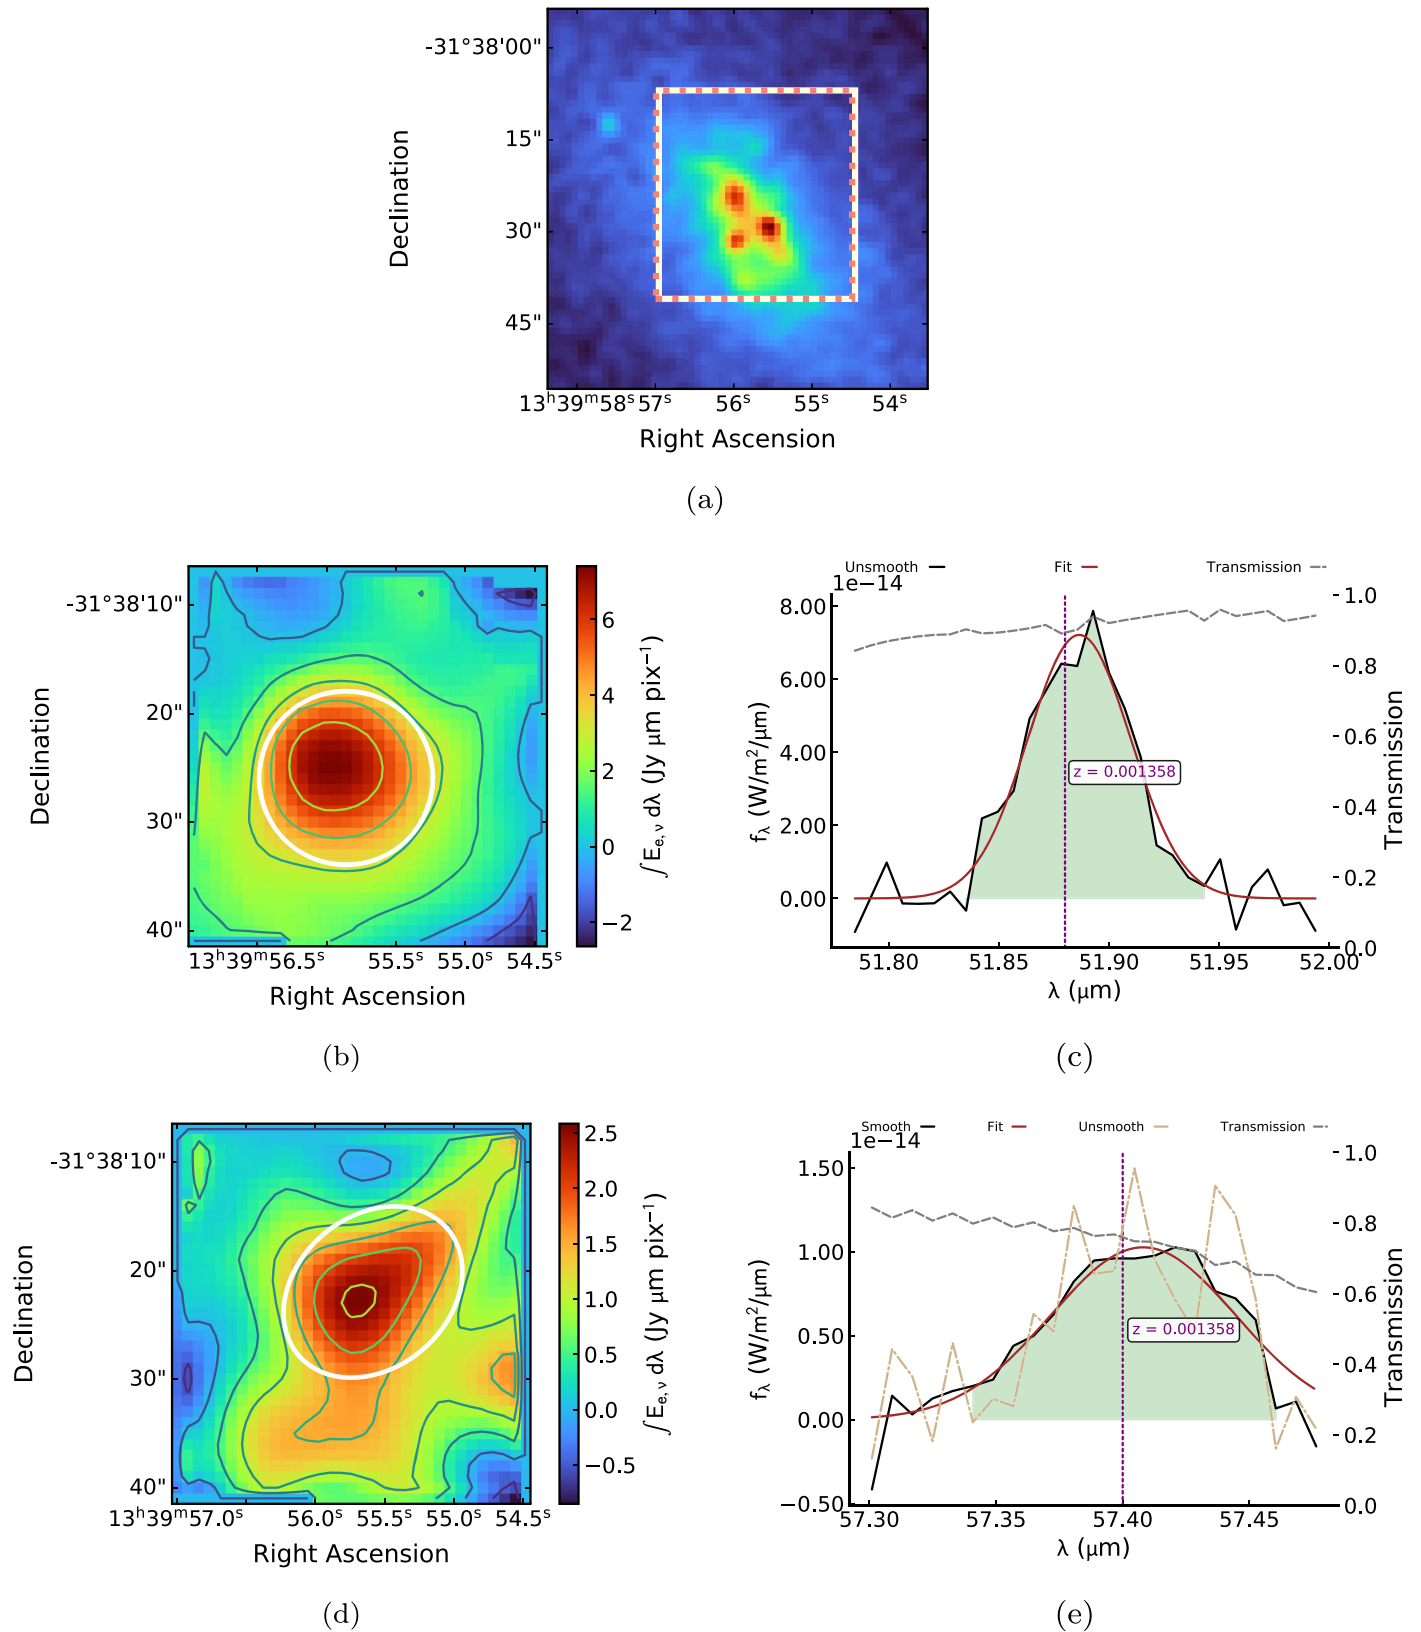 -31°38'00"
15"
30"
45"
Declination
13ʰ39ᵐ58ˢ 57ˢ 56ˢ 55ˢ 54ˢ
Right Ascension
(a)
-31°38'10"
20"
30"
40"
Declination
13ʰ39ᵐ56.5ˢ 55.5ˢ 55.0ˢ 54.5ˢ
Right Ascension
6
4
2
0
−2
∫E_e,ν dλ (Jy μm pix⁻¹)
(b)
Unsmooth Fit Transmission
1e−14
8.00
6.00
4.00
2.00
0.00
f_λ (W/m²/μm)
z = 0.001358
1.0
0.8
0.6
0.4
0.2
0.0
Transmission
51.80 51.85 51.90 51.95 52.00
λ (μm)
(c)
-31°38'10"
20"
30"
40"
Declination
13ʰ39ᵐ57.0ˢ 56.0ˢ 55.5ˢ 55.0ˢ 54.5ˢ
Right Ascension
2.5
2.0
1.5
1.0
0.5
0.0
−0.5
∫E_e,ν dλ (Jy μm pix⁻¹)
(d)
Smooth Fit Unsmooth Transmission
1e−14
1.50
1.00
0.50
0.00
−0.50
f_λ (W/m²/μm)
z = 0.001358
1.0
0.8
0.6
0.4
0.2
0.0
Transmission
57.30 57.35 57.40 57.45
λ (μm)
(e)